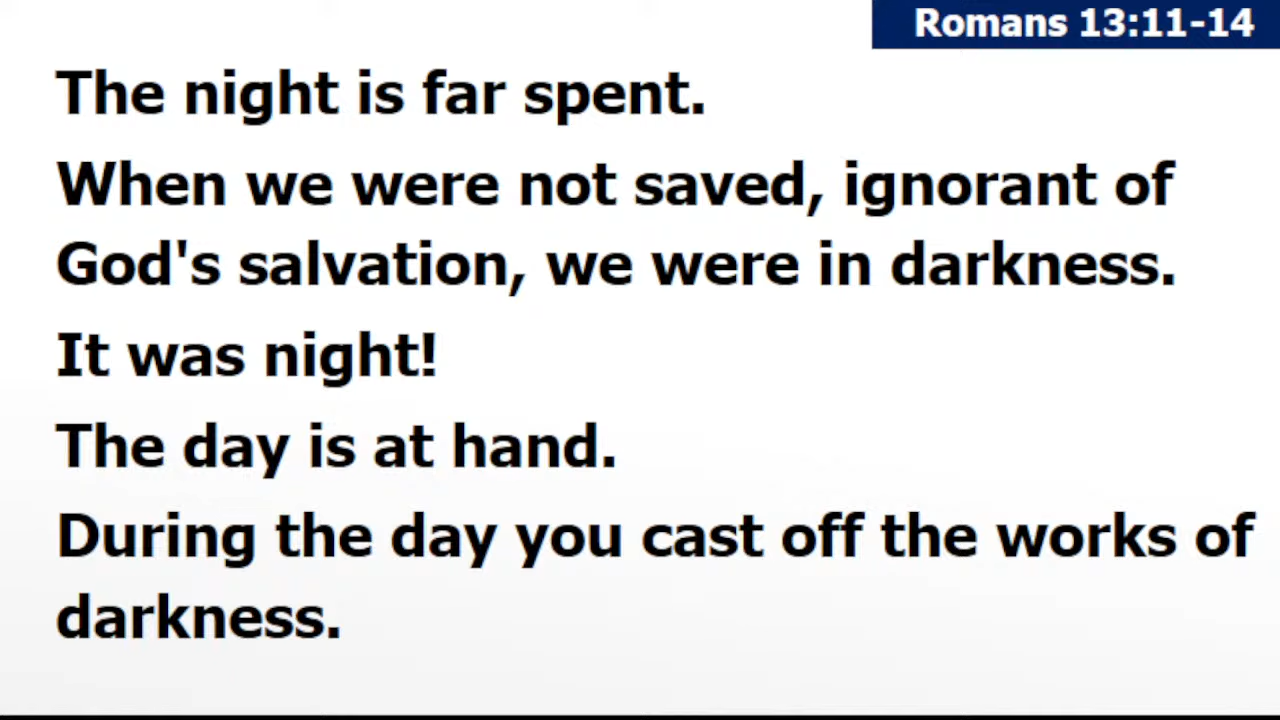 Romans 13:11-14
The night is far spent.
When we were not saved, ignorant of
God's salvation, we were in darkness.
It was night!
The day is at hand.
During the day you cast off the works of
darkness.